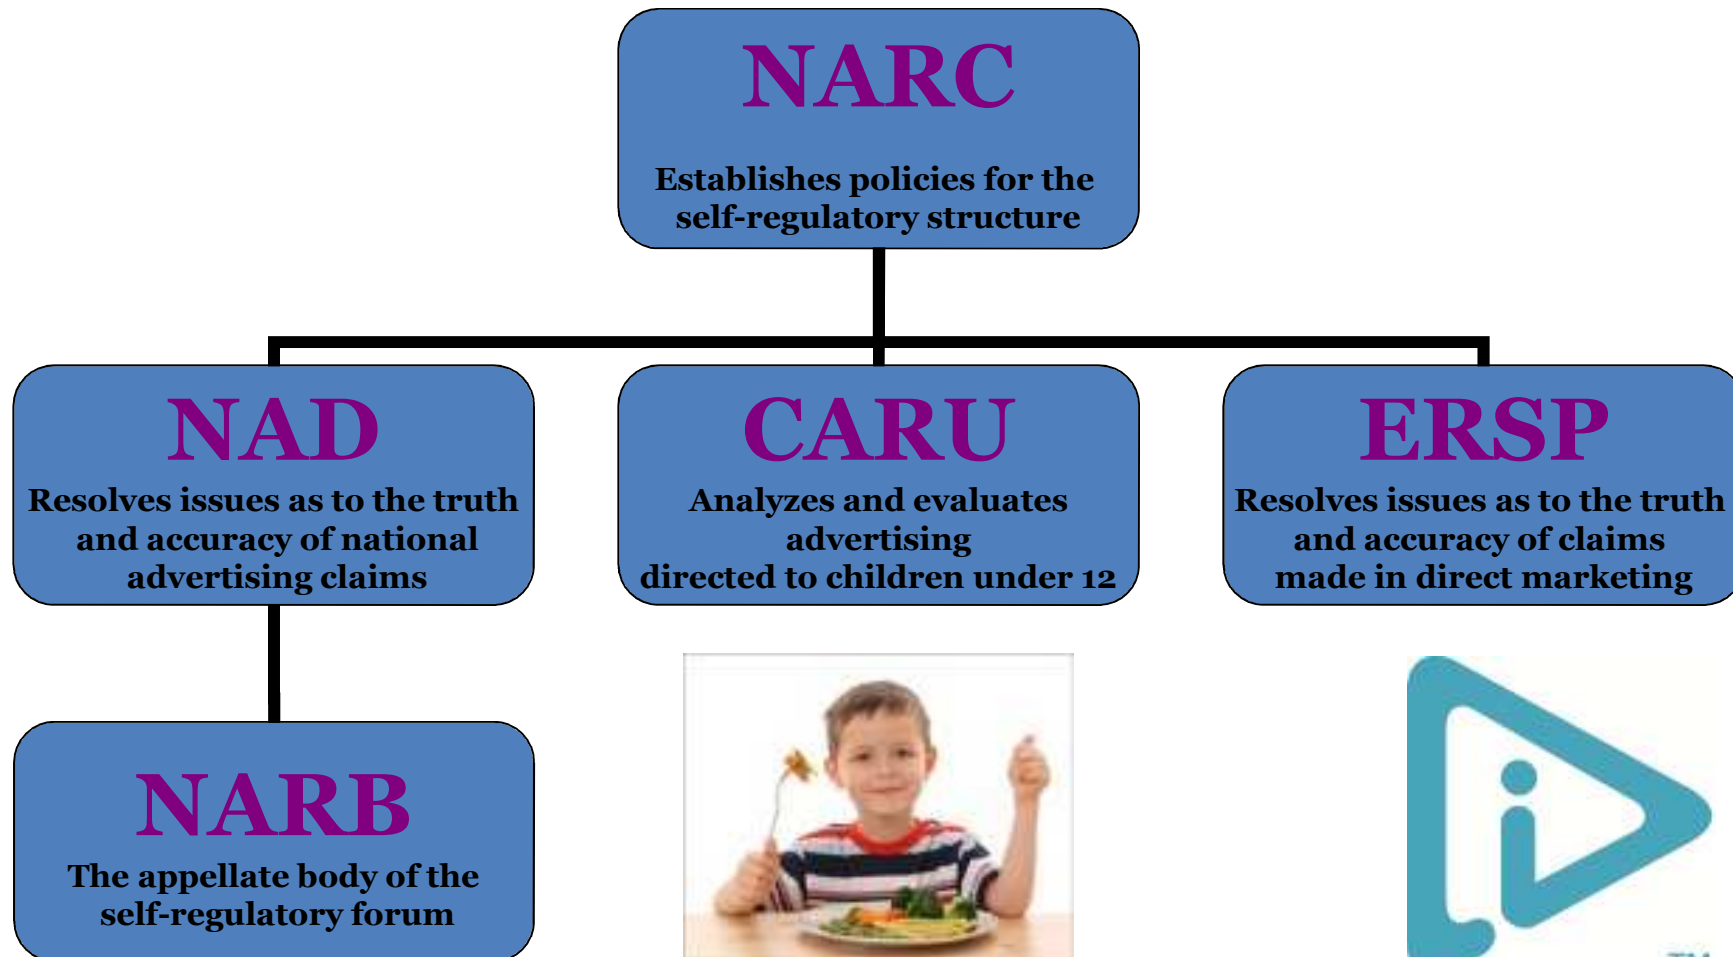 NARC
Establishes policies for the
self-regulatory structure
NAD
Resolves issues as to the truth
and accuracy of national
advertising claims
CARU
Analyzes and evaluates
advertising
directed to children under 12
ERSP
Resolves issues as to the truth
and accuracy of claims
made in direct marketing
NARB
The appellate body of the
self-regulatory forum
i
TM